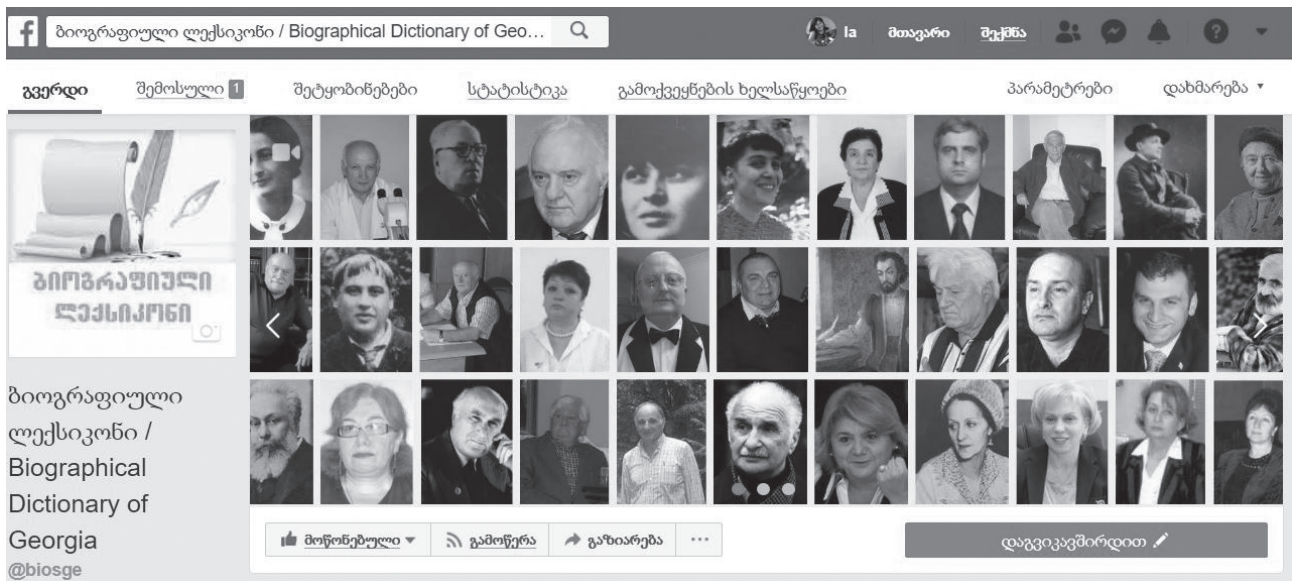 ბიოგრაფიული ლექსიკონი / Biographical Dictionary of Geo...
la მთავარი შექმნა
გვერდი შემოსული 1 შეტყობინებები სტატისტიკა გამოქვეყნების ხელსაწყოები პარამეტრები დახმარება
ბიოგრაფიული
ლექსიკონი
ბიოგრაფიული
ლექსიკონი /
Biographical
Dictionary of
Georgia
@biosge
მოწონებული გამოწერა გაზიარება ...
დაგვიკავშირდით